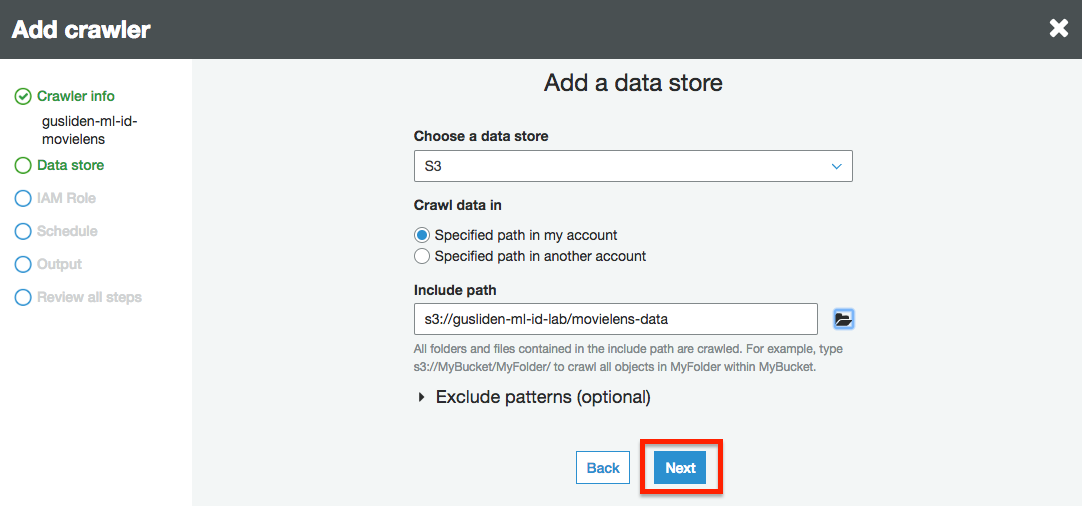 Add crawler
Crawler info
gusliden-ml-id-
movielens
Data store
IAM Role
Schedule
Output
Review all steps
Add a data store
Choose a data store
S3
Crawl data in
Specified path in my account
Specified path in another account
Include path
s3://gusliden-ml-id-lab/movielens-data
All folders and files contained in the include path are crawled. For example, type
s3://MyBucket/MyFolder/ to crawl all objects in MyFolder within MyBucket.
Exclude patterns (optional)
Back
Next